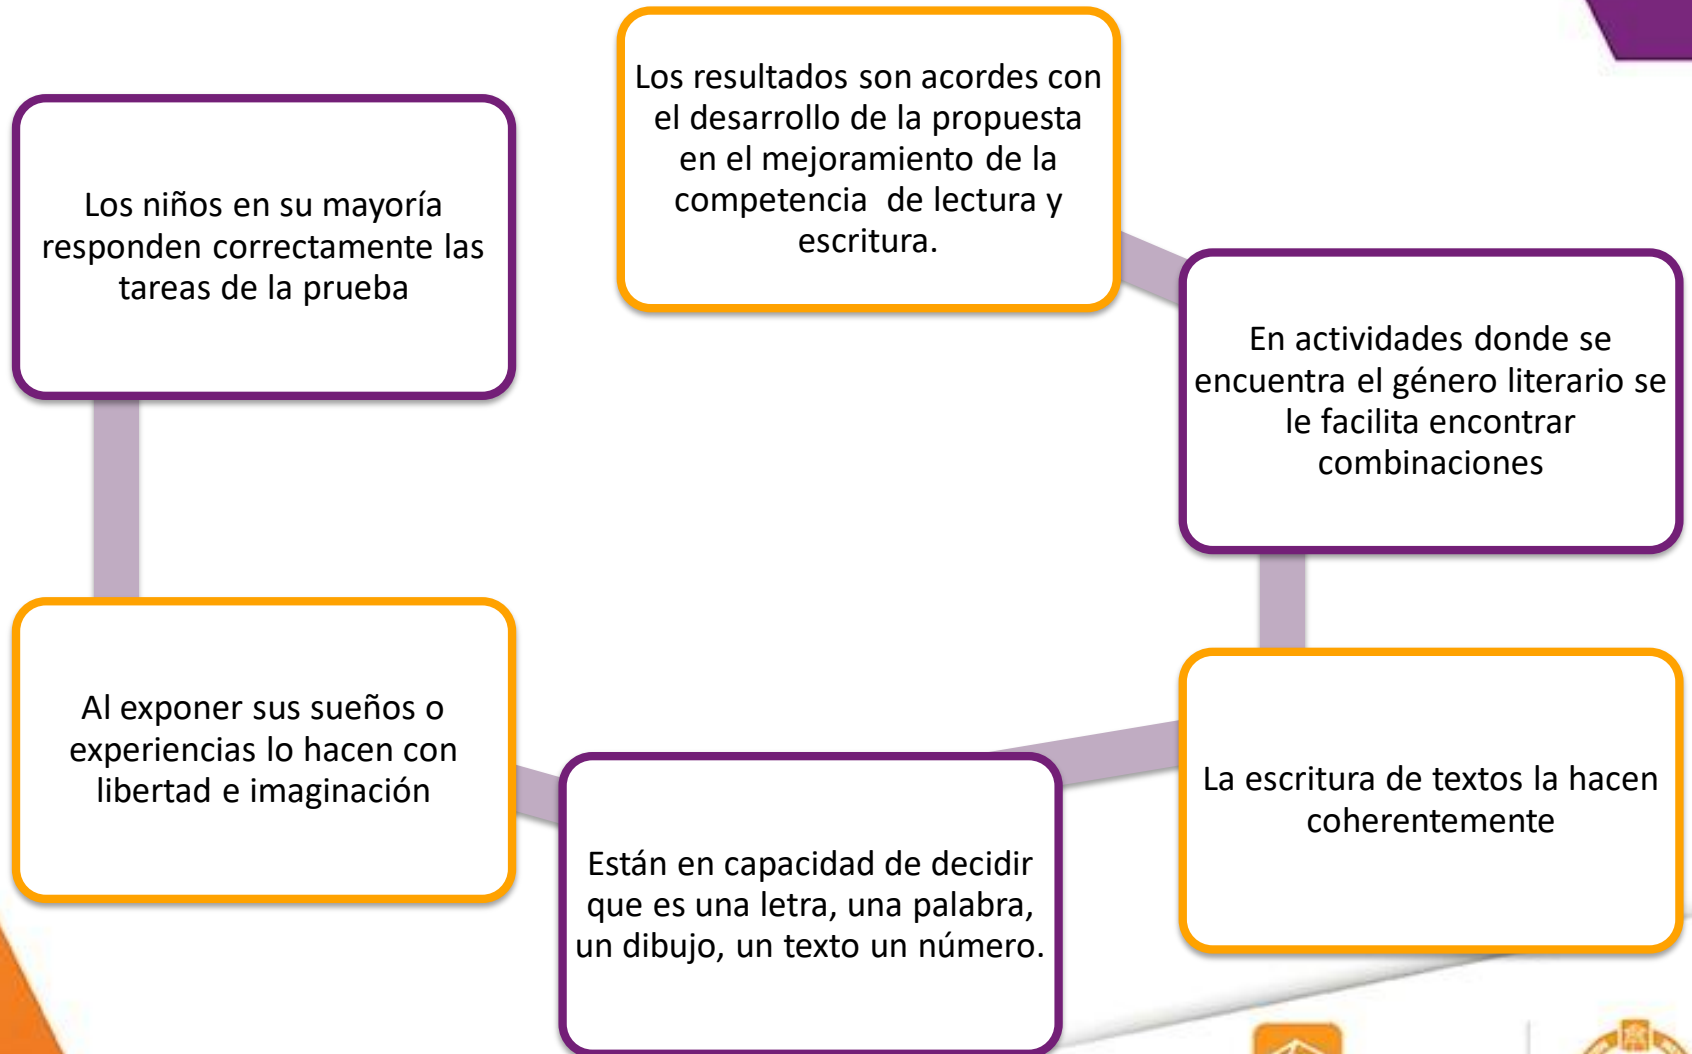 Los niños en su mayoría
responden correctamente las
tareas de la prueba
Al exponer sus sueños o
experiencias lo hacen con
libertad e imaginación
Están en capacidad de decidir
que es una letra, una palabra,
un dibujo, un texto un número.
La escritura de textos la hacen
coherentemente
En actividades donde se
encuentra el género literario se
le facilita encontrar
combinaciones
Los resultados son acordes con
el desarrollo de la propuesta
en el mejoramiento de la
competencia de lectura y
escritura.